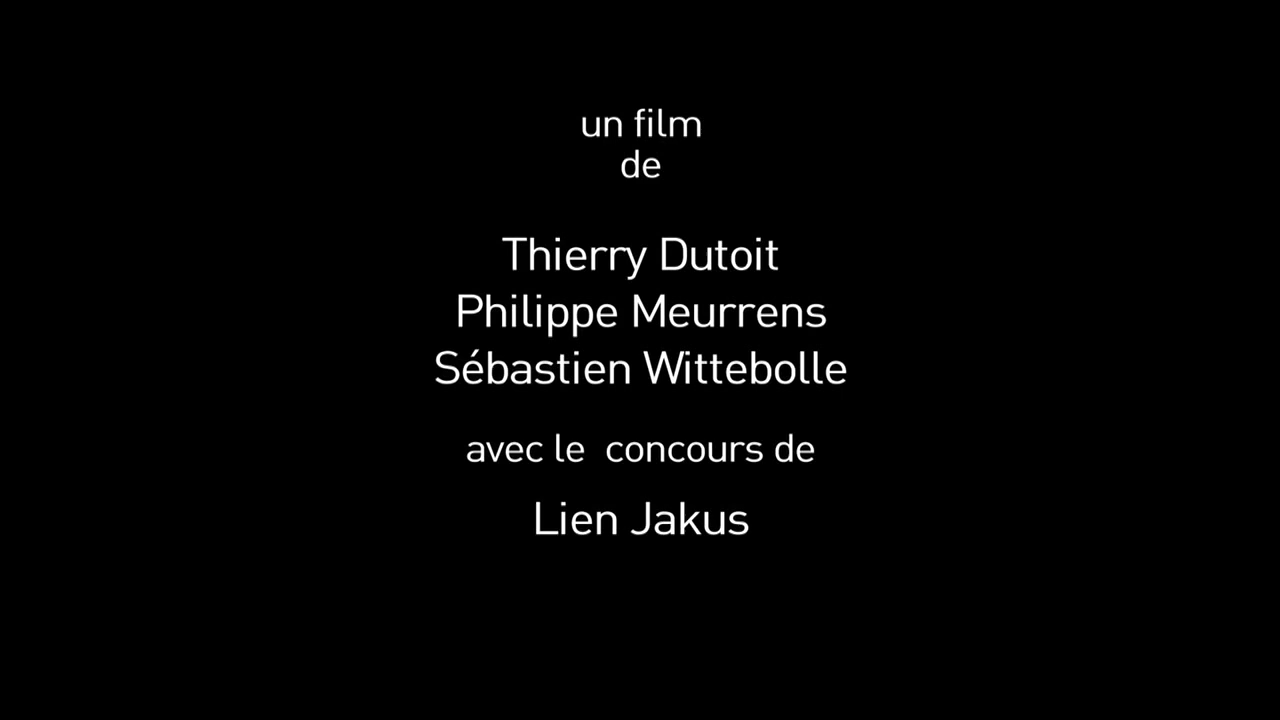 un film
de
Thierry Dutoit
Philippe Meurrens
Sébastien Wittebolle
avec le  concours de
Lien Jakus